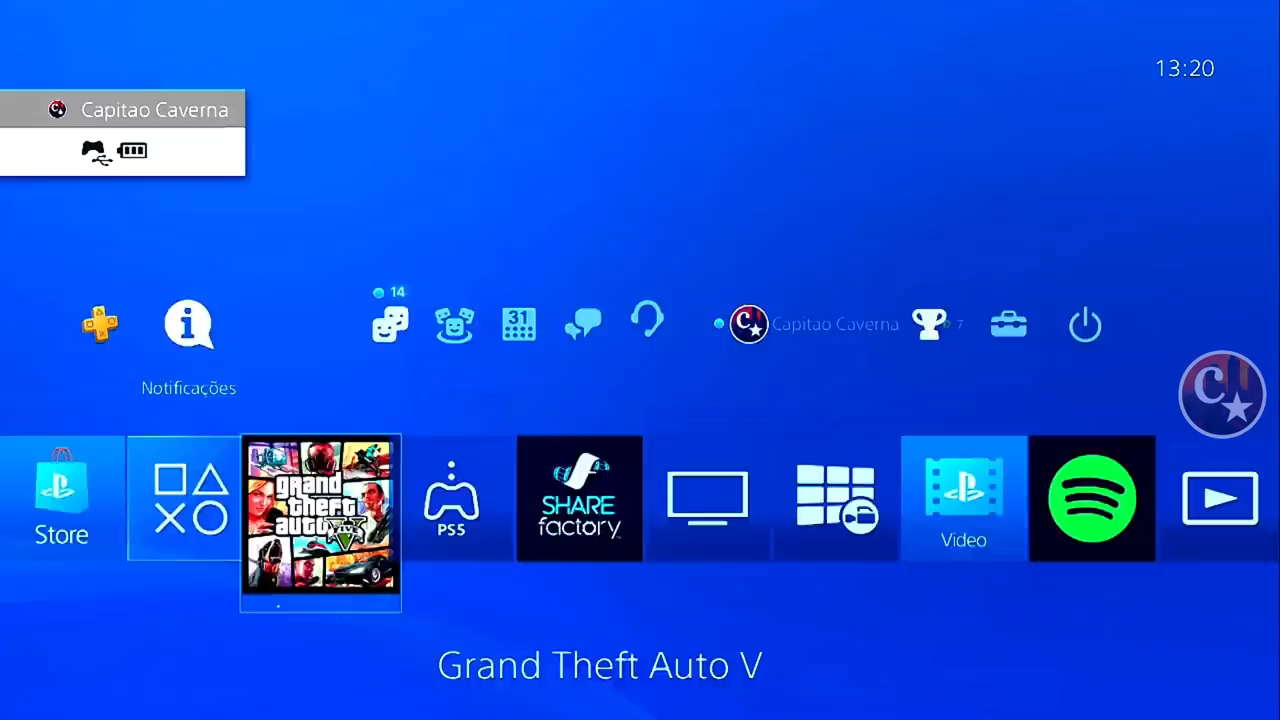 13:20
Capitao Caverna
14
31
Capitao Caverna
7
Notificações
Store
grand
theft
auto
V
PS5
SHARE
factory
Video
Grand Theft Auto V